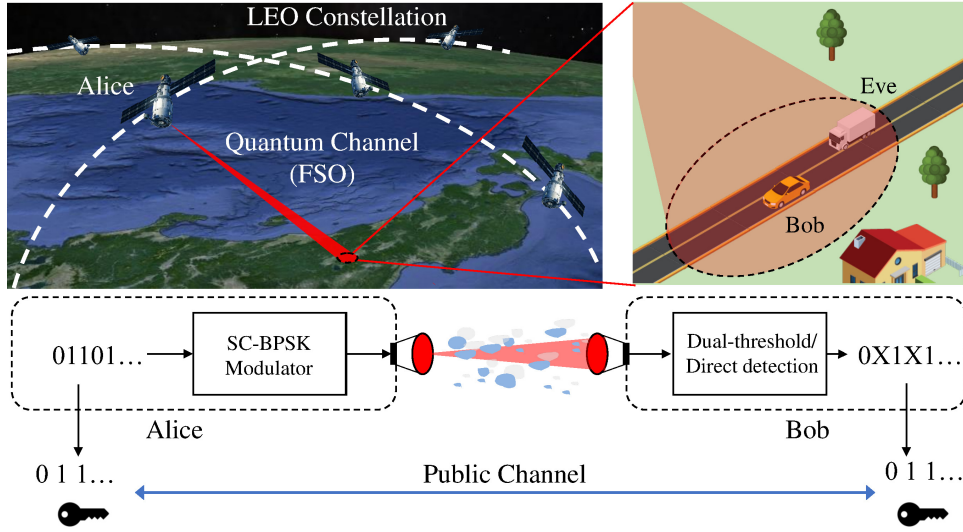 LEO Constellation
Alice
Quantum Channel
(FSO)
Eve
Bob
01101…
SC-BPSK
Modulator
Dual-threshold/
Direct detection
0X1X1…
Alice
Bob
0 1 1…
Public Channel
0 1 1…